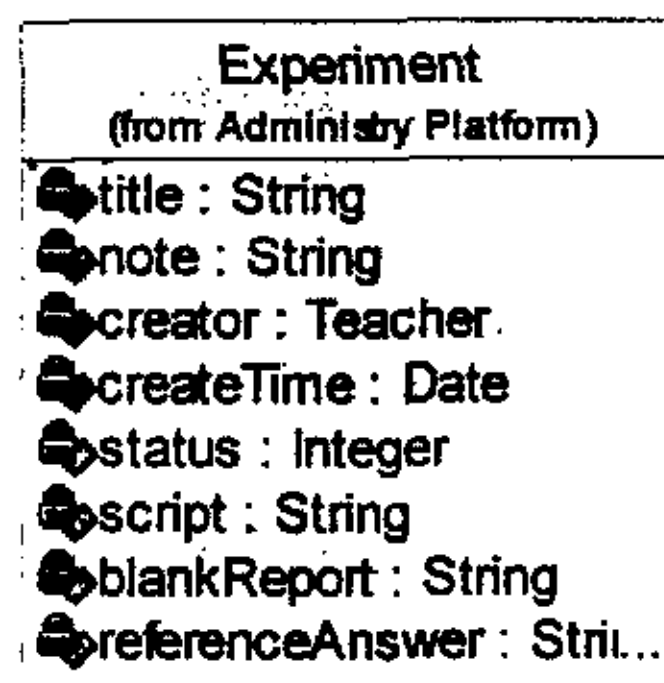 Experiment
(from Administry Platform)
title : String
note : String
creator : Teacher
createTime : Date
status : Integer
script : String
blankReport : String
referenceAnswer : Stri...